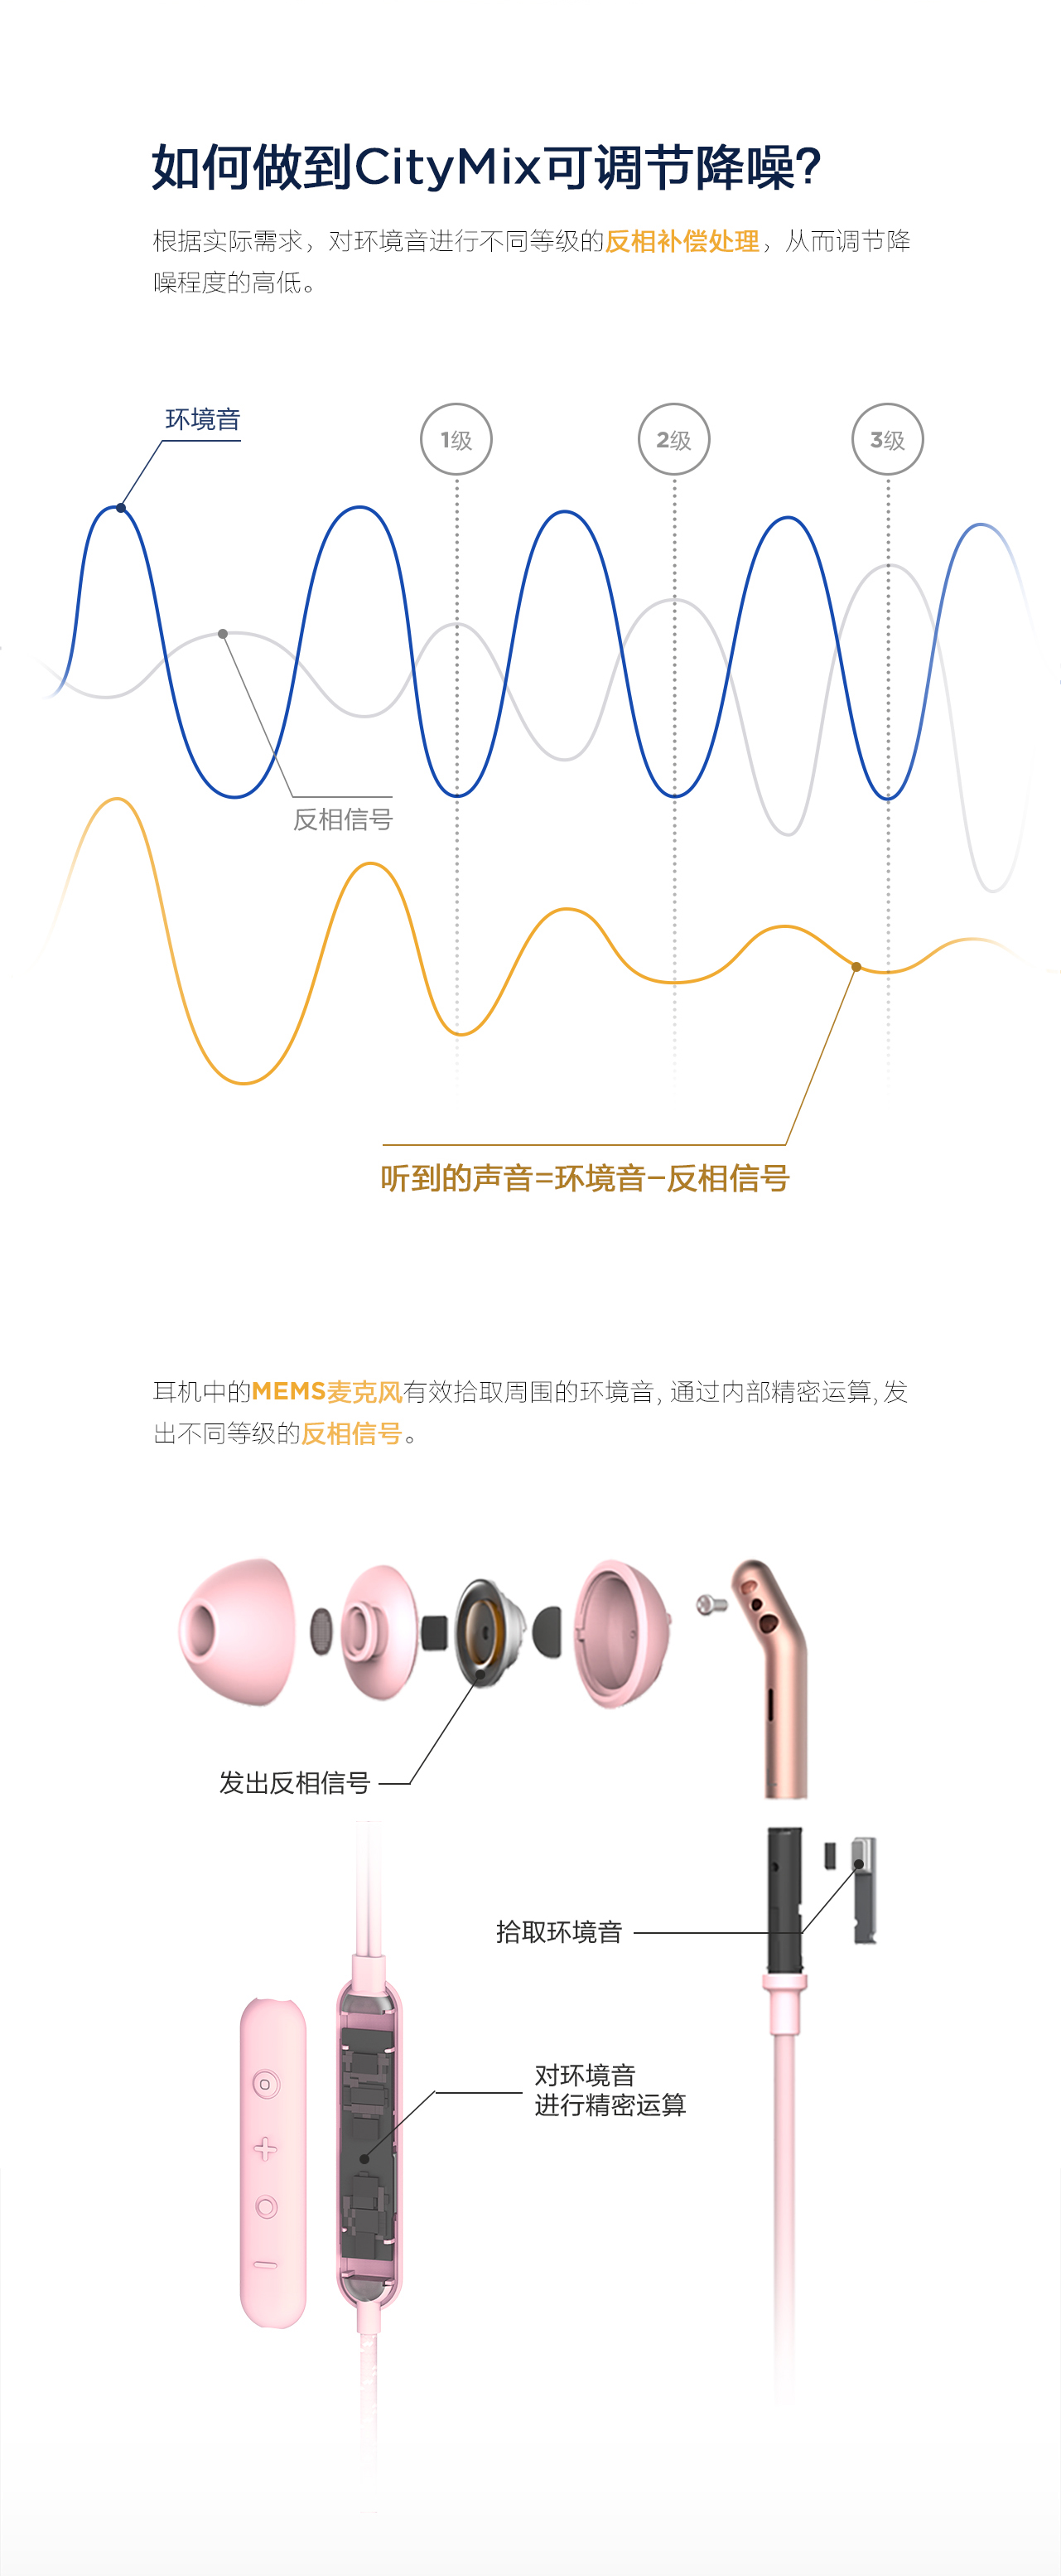 如何做到CityMix可调节降噪?
根据实际需求，对环境音进行不同等级的反相补偿处理，从而调节降
噪程度的高低。
环境音
1级
2级
3级
反相信号
听到的声音=环境音-反相信号
耳机中的MEMS麦克风有效拾取周围的环境音,通过内部精密运算,发
出不同等级的反相信号。
发出反相信号
拾取环境音
对环境音
进行精密运算